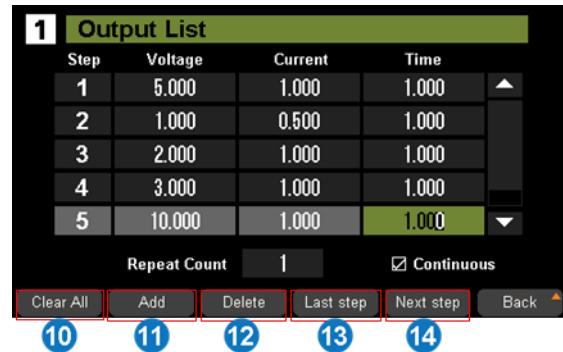 1 Output List
Step Voltage Current Time
1 5.000 1.000 1.000
2 1.000 0.500 1.000
3 2.000 1.000 1.000
4 3.000 1.000 1.000
5 10.000 1.000 1.000
Repeat Count 1 Continuous
Clear All Add Delete Last step Next step Back
10 11 12 13 14